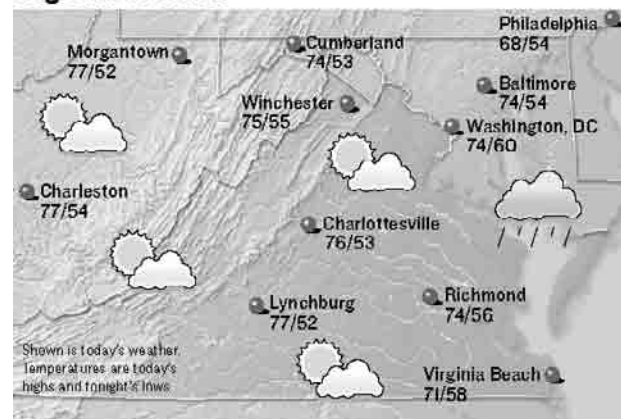 Philadelphia
68/54
Morgantown
77/52
Cumberland
74/53
Baltimore
74/54
Winchester
75/55
Washington, DC
74/60
Charleston
77/54
Charlottesville
76/53
Lynchburg
77/52
Richmond
74/56
Shown is today's weather.
Temperatures are today's
highs and tonight's lows
Virginia Beach
71/58